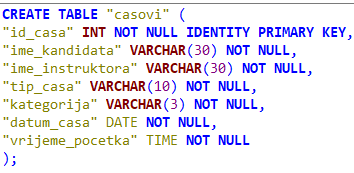 CREATE TABLE "casovi" (
"id_casa" INT NOT NULL IDENTITY PRIMARY KEY,
"ime_kandidata" VARCHAR(30) NOT NULL,
"ime_instruktora" VARCHAR(30) NOT NULL,
"tip_casa" VARCHAR(10) NOT NULL,
"kategorija" VARCHAR(3) NOT NULL,
"datum_casa" DATE NOT NULL,
"vrijeme_pocetka" TIME NOT NULL
);